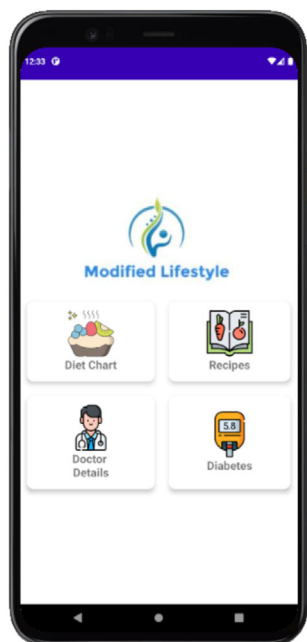 12:33
Modified Lifestyle
Diet Chart
Recipes
5.8
Doctor
Details
Diabetes